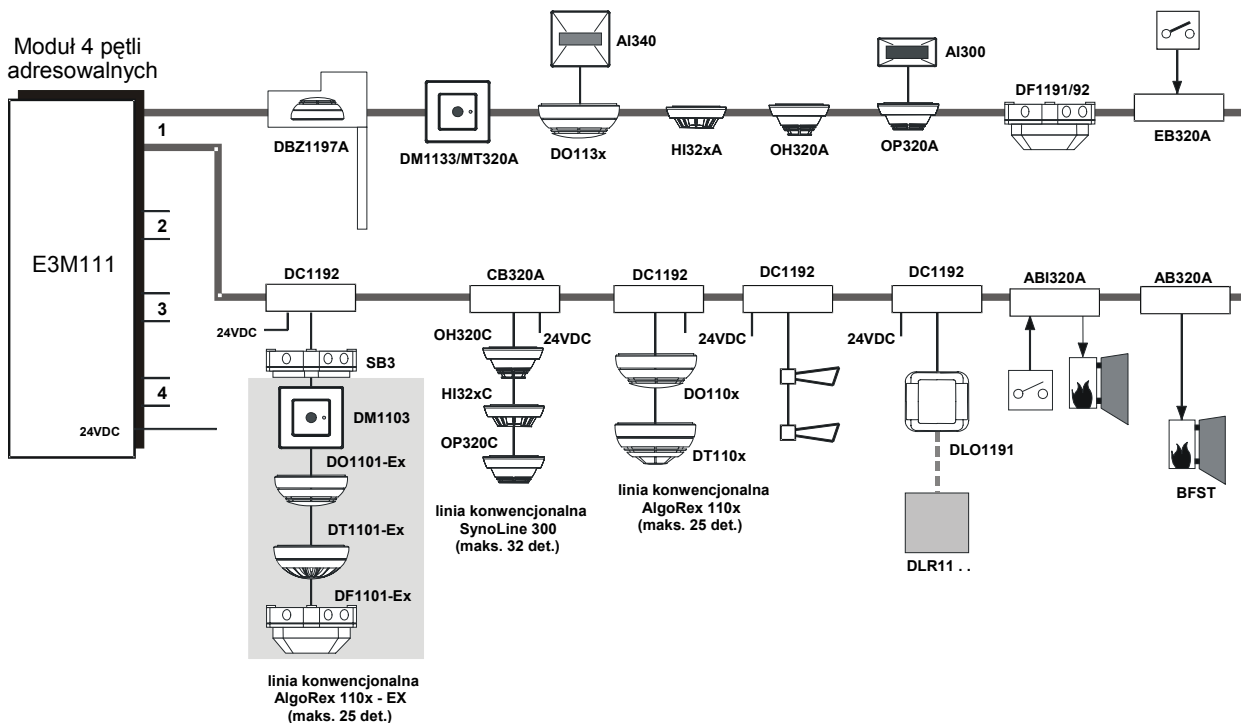 Moduł 4 pętli
adresowalnych
E3M111
1
2
3
4
24VDC
DBZ1197A
DM1133/MT320A
AI340
DO113x
HI32xA
OH320A
AI300
OP320A
DF1191/92
EB320A
DC1192
24VDC
SB3
DM1103
DO1101-Ex
DT1101-Ex
DF1101-Ex
linia konwencjonalna
AlgoRex 110x - EX
(maks. 25 det.)
CB320A
24VDC
OH320C
HI32xC
OP320C
linia konwencjonalna
SynoLine 300
(maks. 32 det.)
DC1192
24VDC
DO110x
DT110x
linia konwencjonalna
AlgoRex 110x
(maks. 25 det.)
DC1192
DC1192
24VDC
DLO1191
DLR11 . .
ABI320A
AB320A
BFST